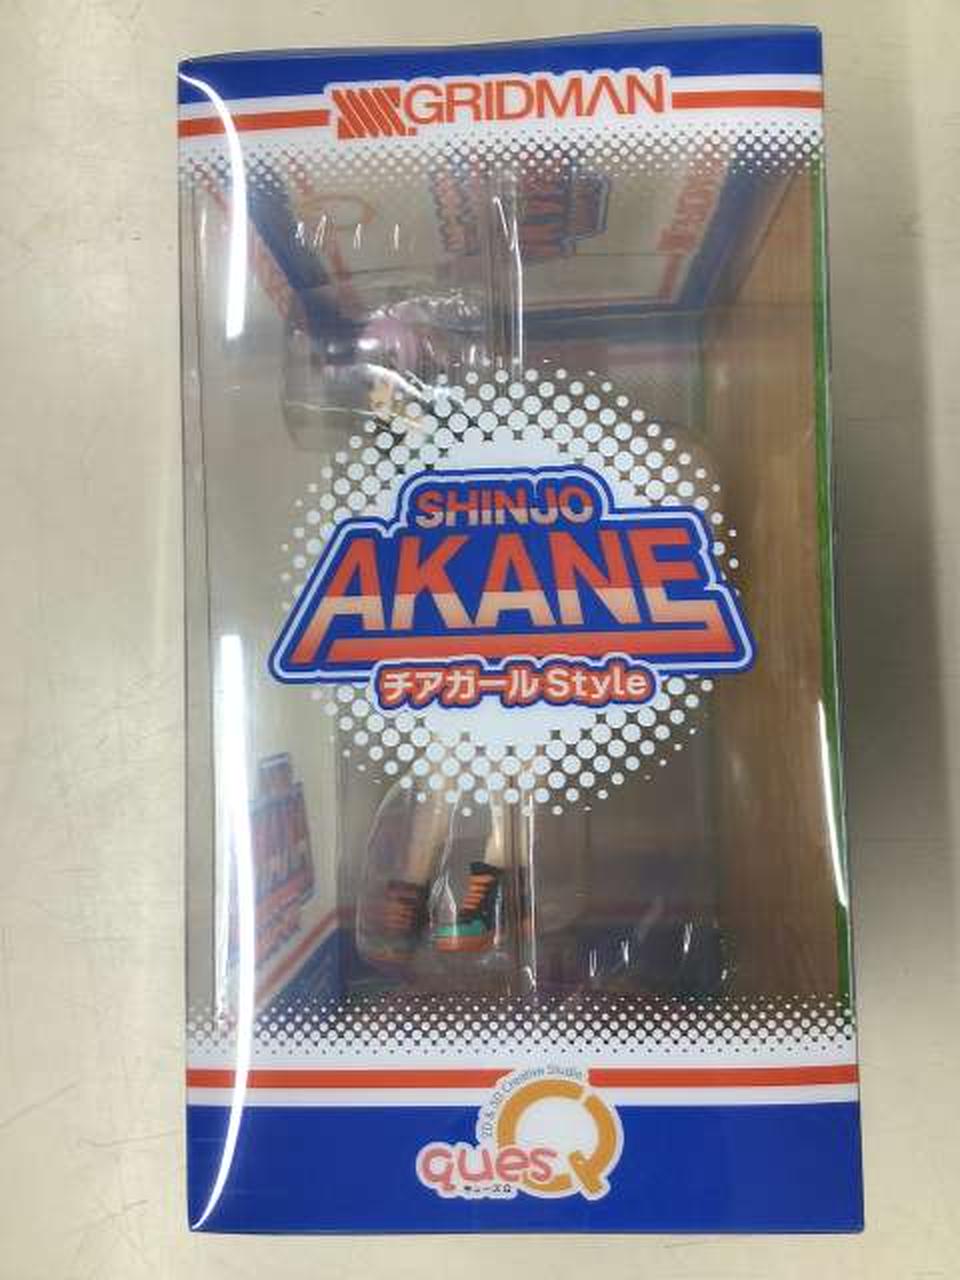 GRIDMAN
SHINJO
AKANE
チアガールStyle
2D & 3D Creative Studio
quesQ
キューズQ